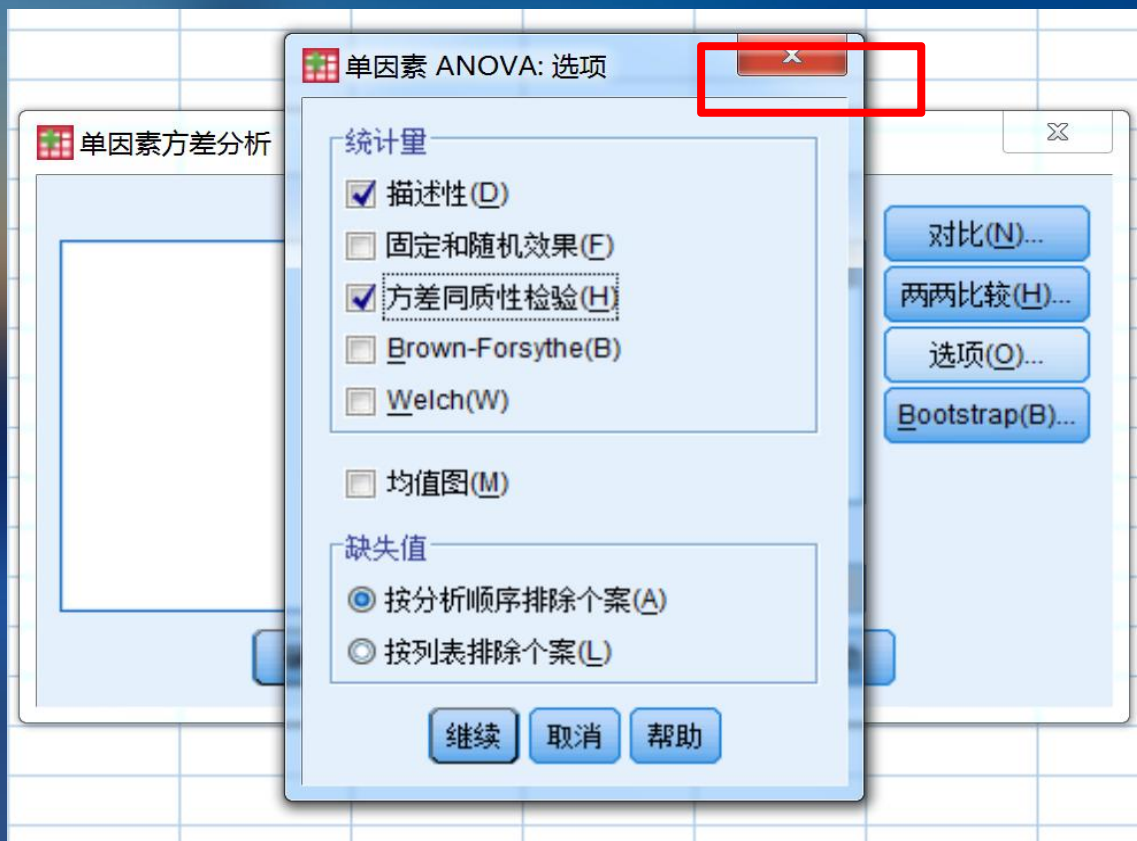 单因素 ANOVA: 选项
单因素方差分析
统计量
描述性(D)
固定和随机效果(F)
方差同质性检验(H)
Brown-Forsythe(B)
Welch(W)
均值图(M)
缺失值
按分析顺序排除个案(A)
按列表排除个案(L)
继续 取消 帮助
对比(N)...
两两比较(H)...
选项(O)...
Bootstrap(B)...